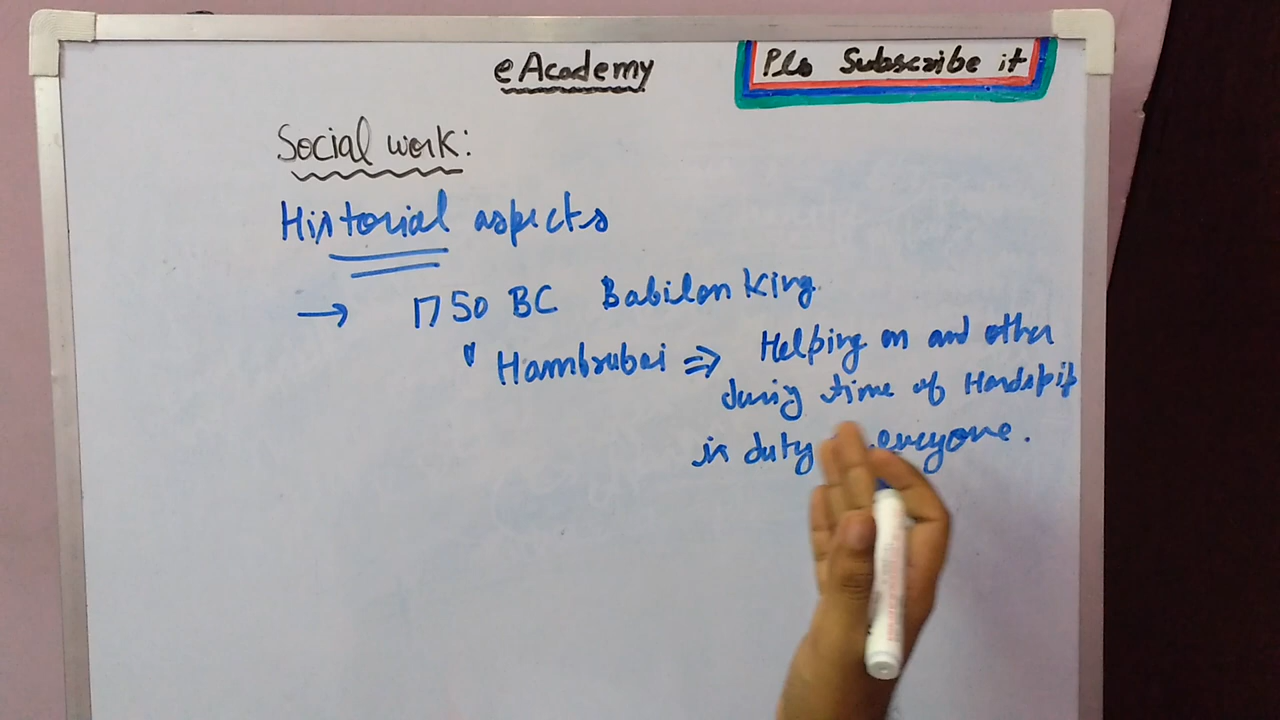 eAcademy
Pls Subscribe it
Social work:
Historial aspects
→ 1750 BC Babilon King
" Hambrubai ⇒ Helping on and other
during time of Hardship
is duty everyone.